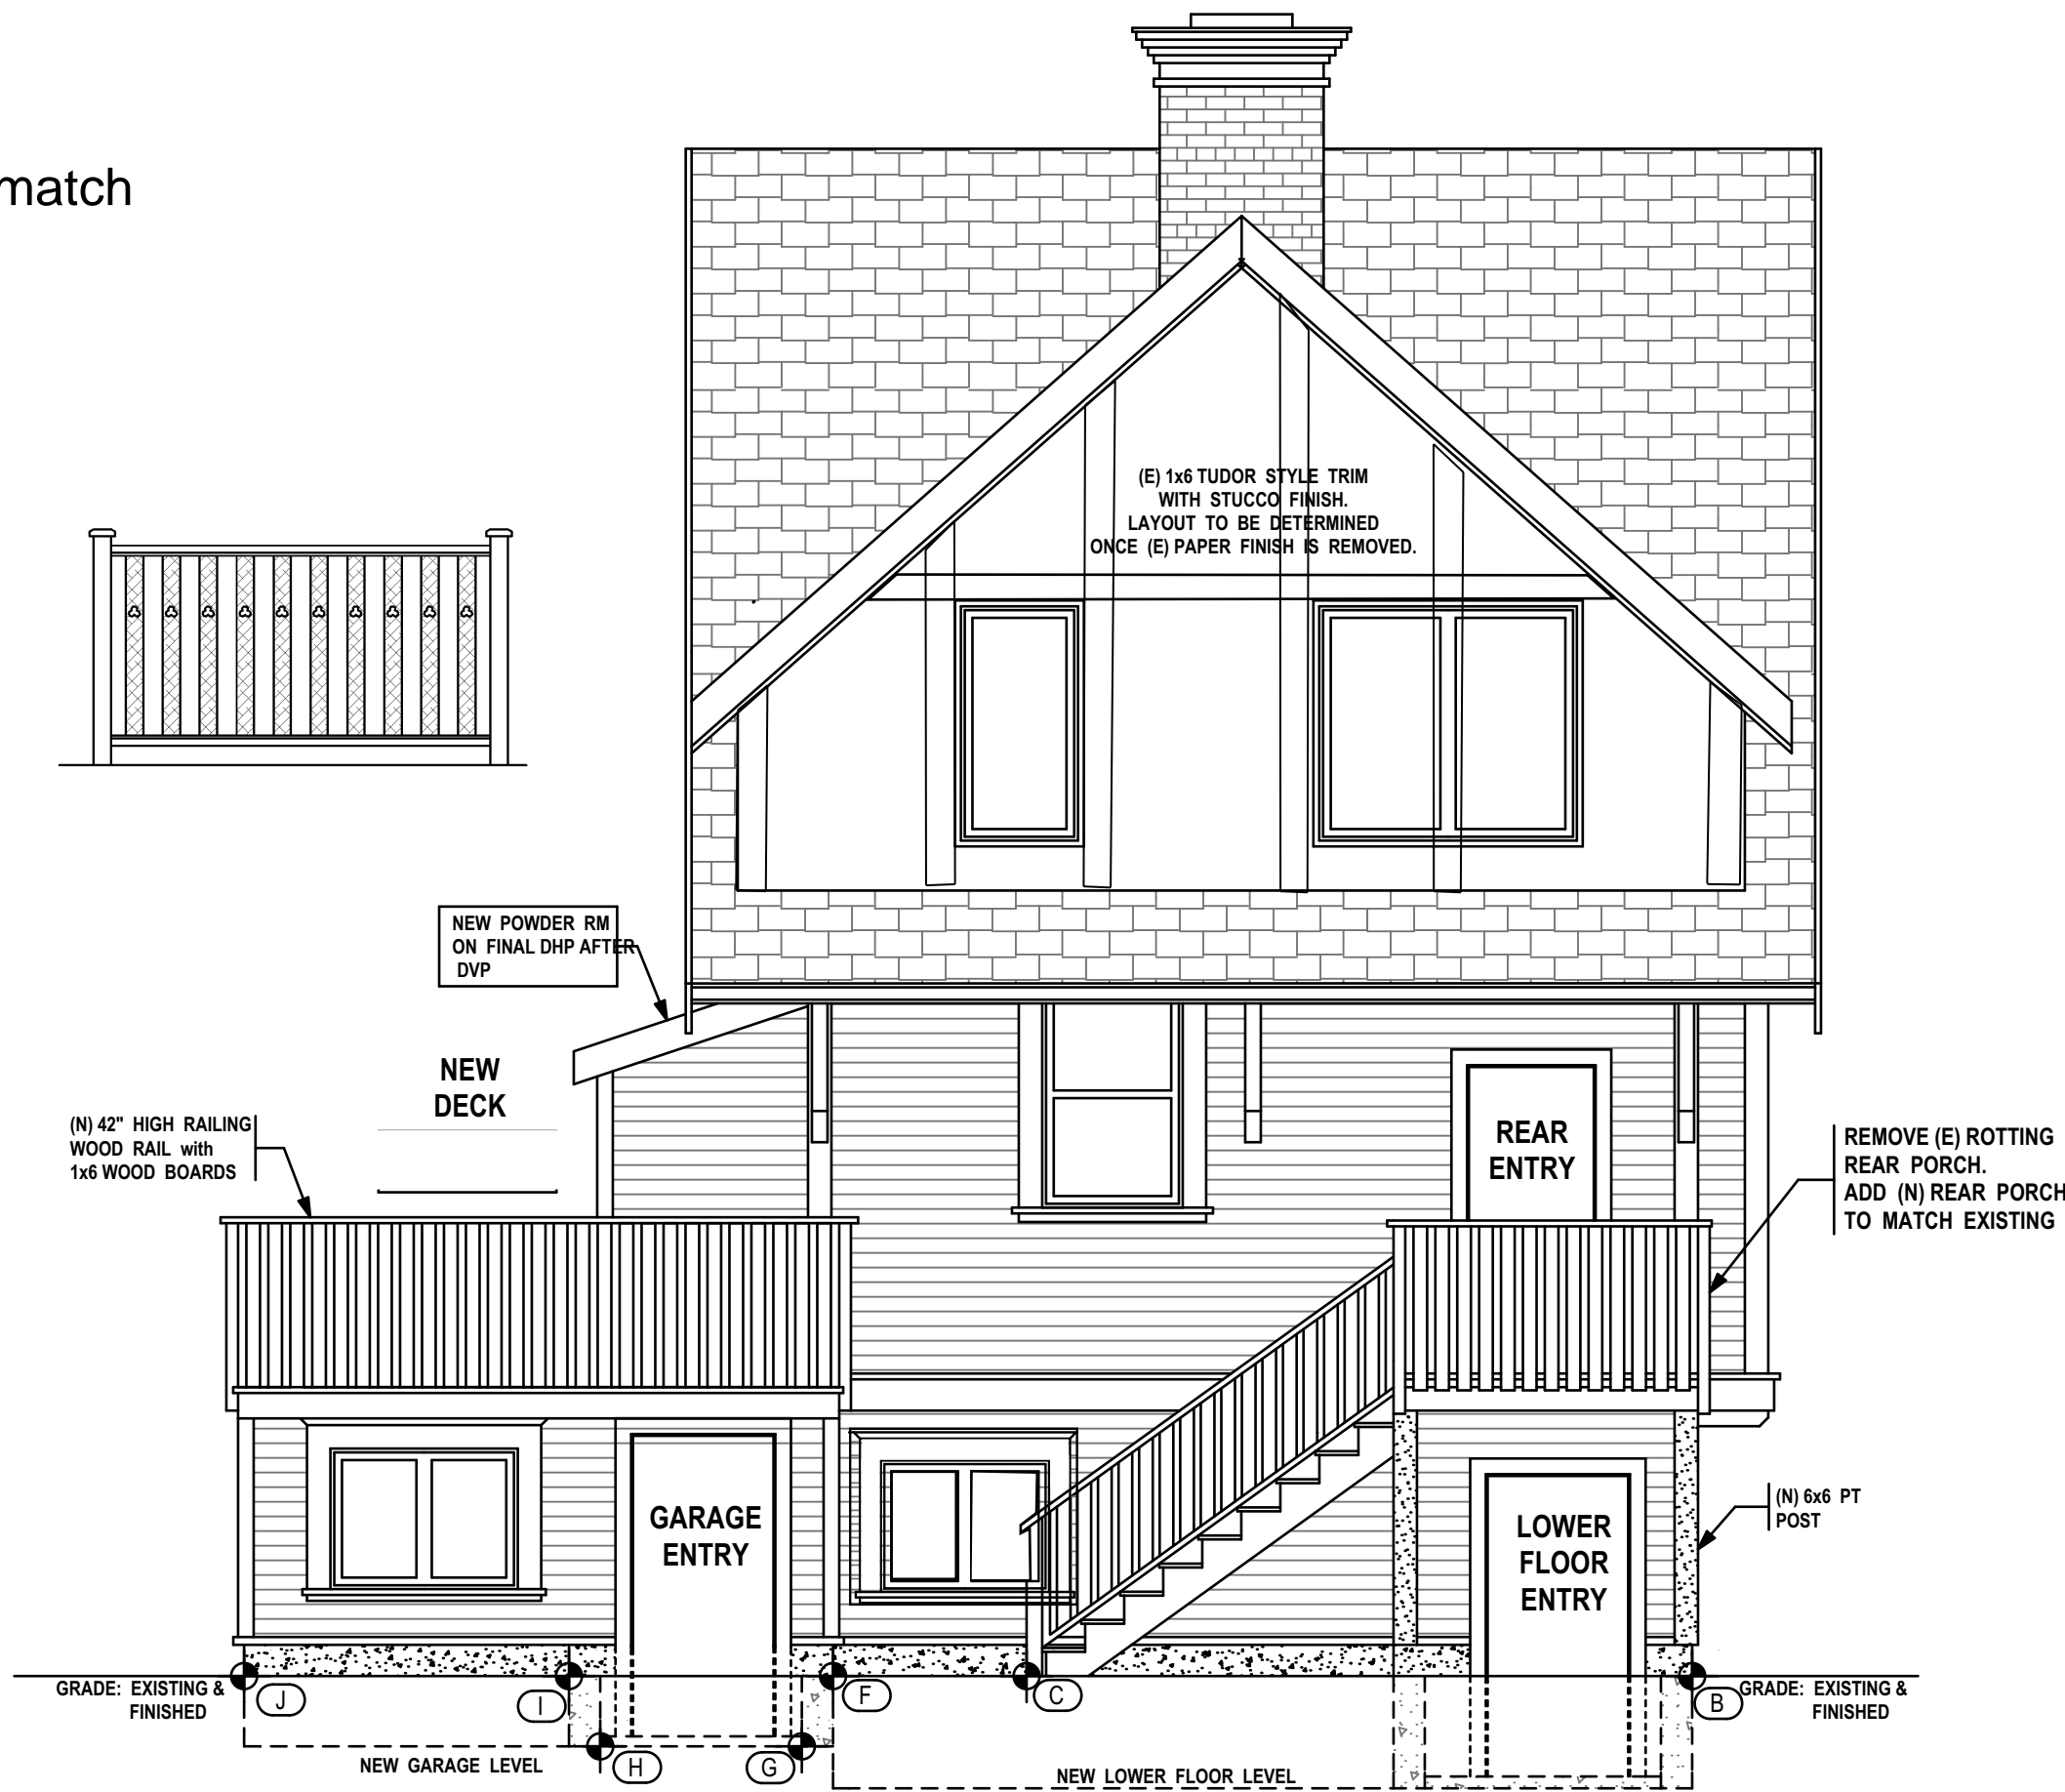 match
(E) 1x6 TUDOR STYLE TRIM
WITH STUCCO FINISH.
LAYOUT TO BE DETERMINED
ONCE (E) PAPER FINISH IS REMOVED.
NEW POWDER RM
ON FINAL DHP AFTER
DVP
NEW
DECK
(N) 42" HIGH RAILING
WOOD RAIL with
1x6 WOOD BOARDS
REAR
ENTRY
REMOVE (E) ROTTING
REAR PORCH.
ADD (N) REAR PORCH
TO MATCH EXISTING
GARAGE
ENTRY
LOWER
FLOOR
ENTRY
(N) 6x6 PT
POST
GRADE: EXISTING &
FINISHED
J
I
F
C
B
GRADE: EXISTING &
FINISHED
NEW GARAGE LEVEL
H
G
NEW LOWER FLOOR LEVEL